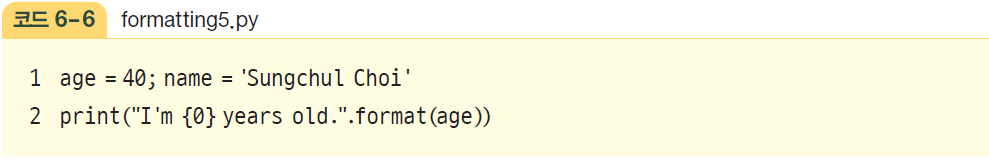 코드 6-6 formatting5.py
1 age = 40; name = 'Sungchul Choi'
2 print("I'm {0} years old.".format(age))